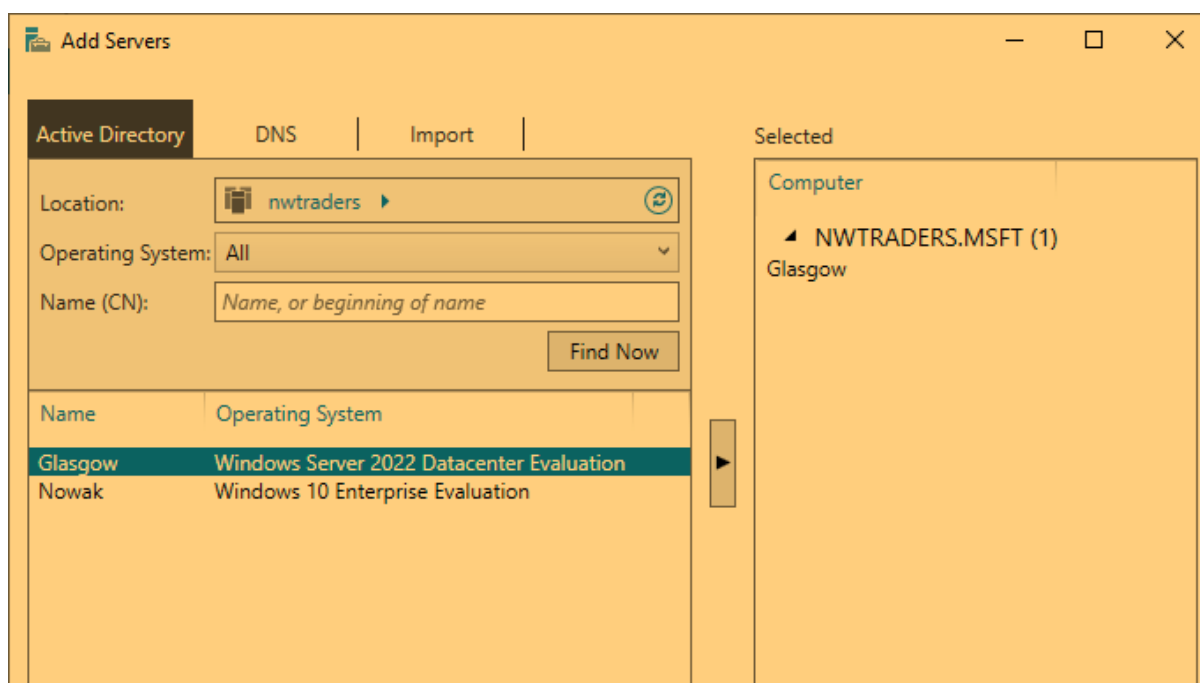 Add Servers
Active Directory
DNS
Import
Location:
nwtraders
Operating System:
All
Name (CN):
Name, or beginning of name
Find Now
Name
Operating System
Glasgow
Windows Server 2022 Datacenter Evaluation
Nowak
Windows 10 Enterprise Evaluation
Selected
Computer
NWTRADERS.MSFT (1)
Glasgow